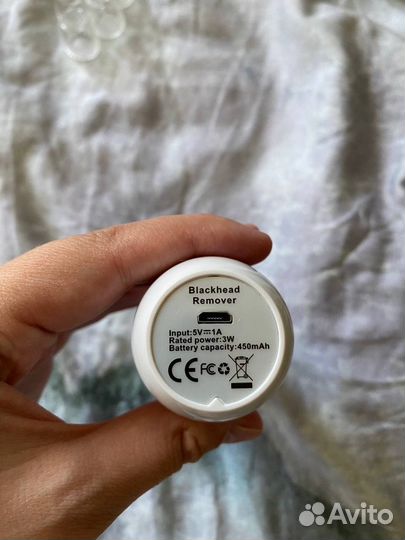 Blackhead
Remover
Input:5V⎓1A
Rated power:3W
Battery capacity:450mAh
CE FC
Avito